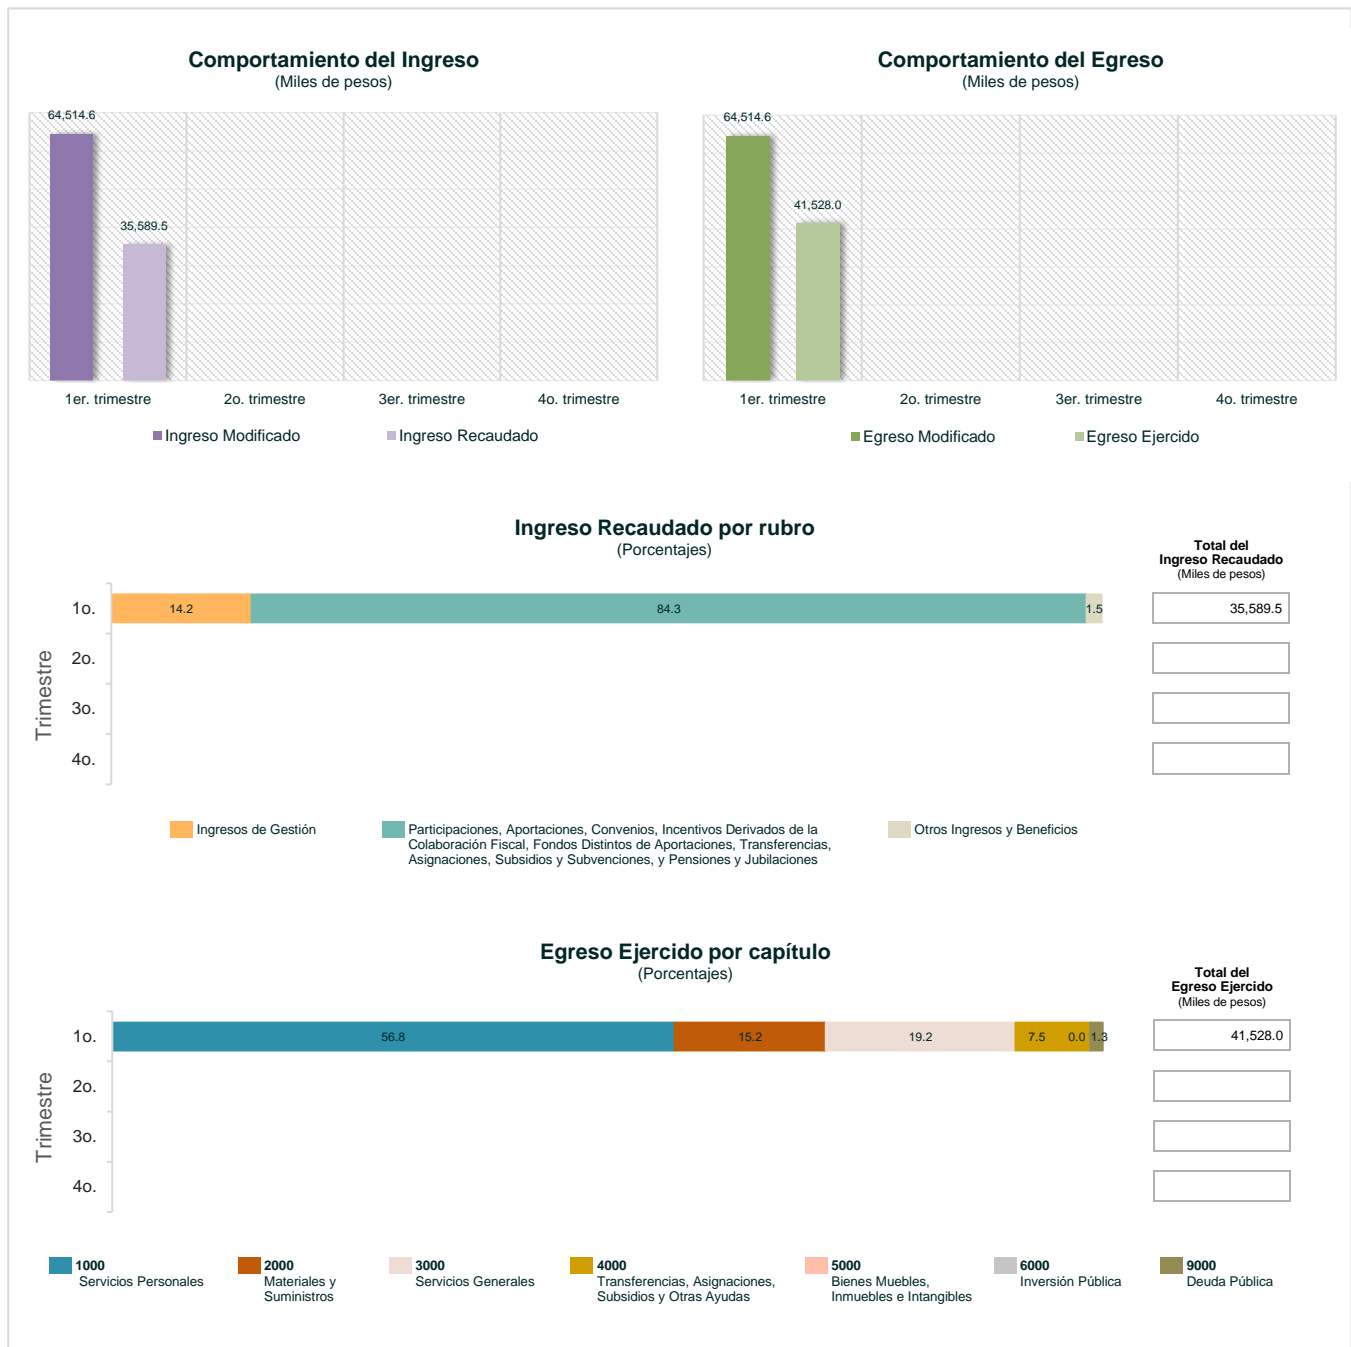 Comportamiento del Ingreso
(Miles de pesos)
64,514.6
35,589.5
1er. trimestre
2o. trimestre
3er. trimestre
4o. trimestre
Ingreso Modificado
Ingreso Recaudado
Comportamiento del Egreso
(Miles de pesos)
64,514.6
41,528.0
1er. trimestre
2o. trimestre
3er. trimestre
4o. trimestre
Egreso Modificado
Egreso Ejercido
Ingreso Recaudado por rubro
(Porcentajes)
Total del
Ingreso Recaudado
(Miles de pesos)
Trimestre
1o.
14.2
84.3
1.5
35,589.5
2o.
3o.
4o.
Ingresos de Gestión
Participaciones, Aportaciones, Convenios, Incentivos Derivados de la
Colaboración Fiscal, Fondos Distintos de Aportaciones, Transferencias,
Asignaciones, Subsidios y Subvenciones, y Pensiones y Jubilaciones
Otros Ingresos y Beneficios
Egreso Ejercido por capítulo
(Porcentajes)
Total del
Egreso Ejercido
(Miles de pesos)
Trimestre
1o.
56.8
15.2
19.2
7.5
0.0
1.3
41,528.0
2o.
3o.
4o.
1000
Servicios Personales
2000
Materiales y
Suministros
3000
Servicios Generales
4000
Transferencias, Asignaciones,
Subsidios y Otras Ayudas
5000
Bienes Muebles,
Inmuebles e Intangibles
6000
Inversión Pública
9000
Deuda Pública